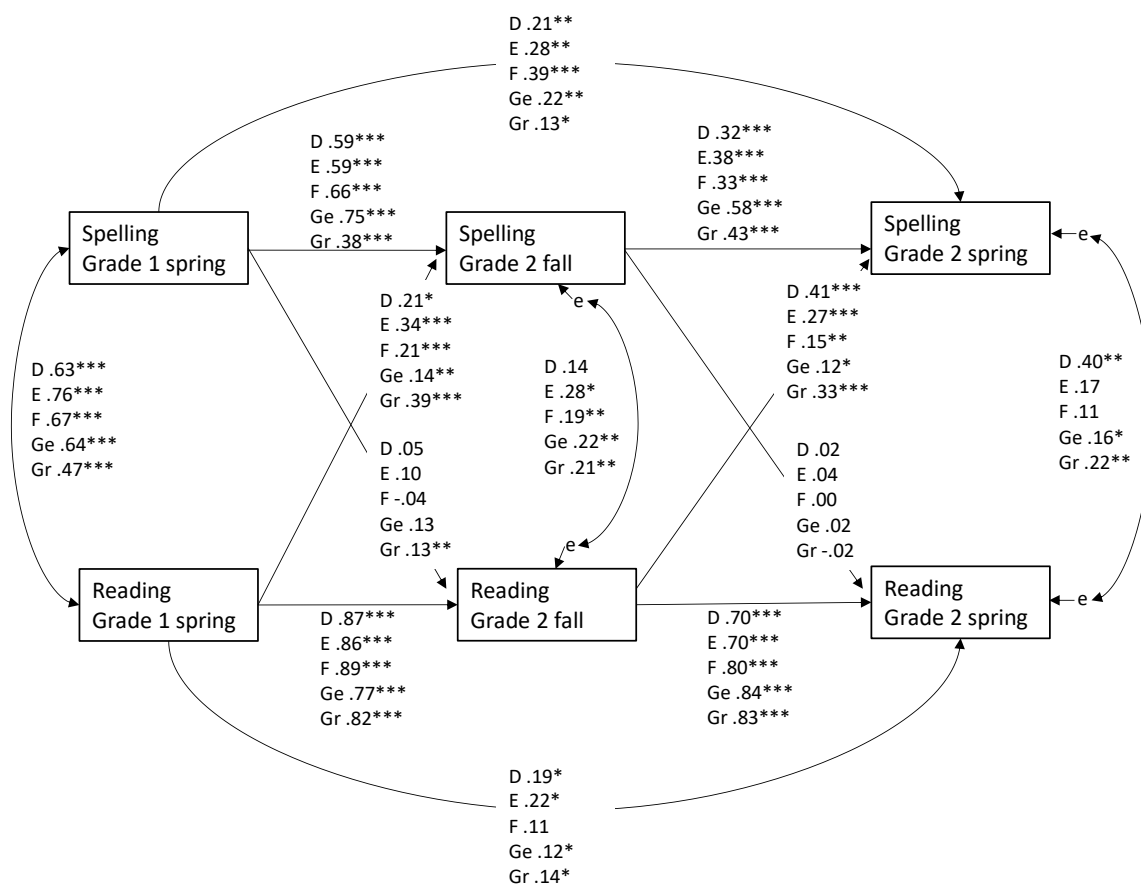 D .21**
E .28**
F .39***
Ge .22**
Gr .13*
D .59***
E .59***
F .66***
Ge .75***
Gr .38***
D .32***
E.38***
F .33***
Ge .58***
Gr .43***
Spelling
Grade 1 spring
Spelling
Grade 2 fall
Spelling
Grade 2 spring
e
e
D .21*
E .34***
F .21***
Ge .14**
Gr .39***
D .41***
E .27***
F .15**
Ge .12*
Gr .33***
D .63***
E .76***
F .67***
Ge .64***
Gr .47***
D .14
E .28*
F .19**
Ge .22**
Gr .21**
D .40**
E .17
F .11
Ge .16*
Gr .22**
D .05
E .10
F -.04
Ge .13
Gr .13**
D .02
E .04
F .00
Ge .02
Gr -.02
e
Reading
Grade 1 spring
Reading
Grade 2 fall
Reading
Grade 2 spring
e
D .87***
E .86***
F .89***
Ge .77***
Gr .82***
D .70***
E .70***
F .80***
Ge .84***
Gr .83***
D .19*
E .22*
F .11
Ge .12*
Gr .14*